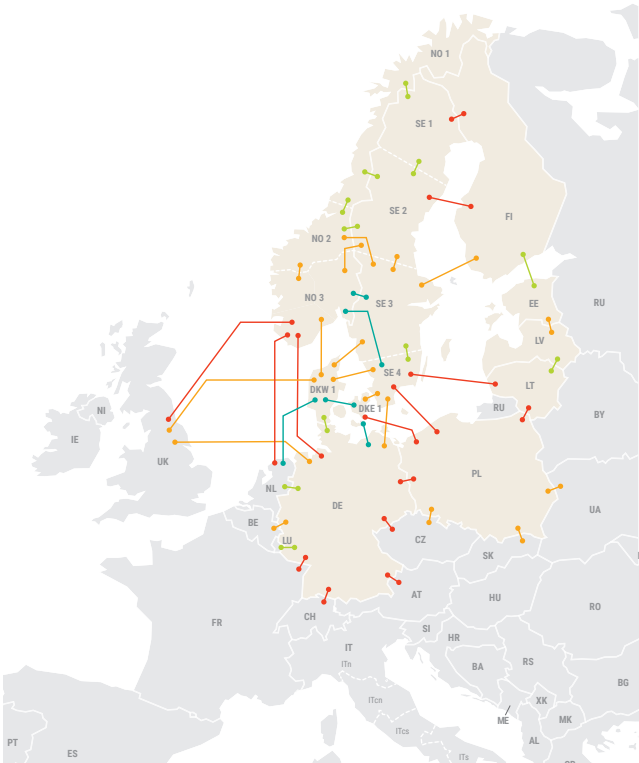 NO 1
SE 1
SE 2
FI
NO 2
NO 3
SE 3
EE
RU
LV
SE 4
LT
DKW 1
DKE 1
RU
NI
IE
BY
UK
PL
NL
DE
UA
BE
LU
CZ
SK
AT
HU
RO
CH
FR
SI
HR
IT
ITn
BA
RS
BG
ITcn
XK
ME
MK
ITcs
PT
AL
ES
ITs